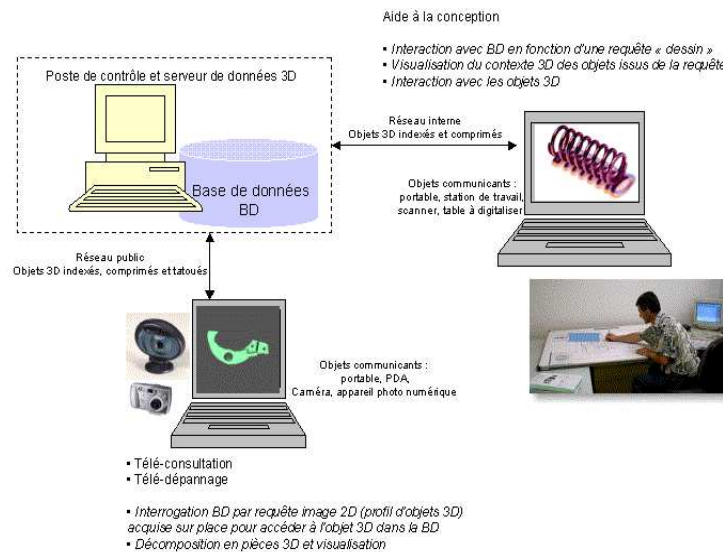 Aide à la conception
• Interaction avec BD en fonction d'une requête « dessin »
• Visualisation du contexte 3D des objets issus de la requête
• Interaction avec les objets 3D
Poste de contrôle et serveur de données 3D
Base de données
BD
Réseau interne
Objets 3D indexés et comprimés
Objets communicants :
portable, station de travail,
scanner, table à digitaliser
Réseau public
Objets 3D indexés, comprimés et tatoués
Objets communicants :
portable, PDA,
Caméra, appareil photo numérique
• Télé-consultation
• Télé-dépannage
• Interrogation BD par requête image 2D (profil d'objets 3D)
acquise sur place pour accéder à l'objet 3D dans la BD
• Décomposition en pièces 3D et visualisation